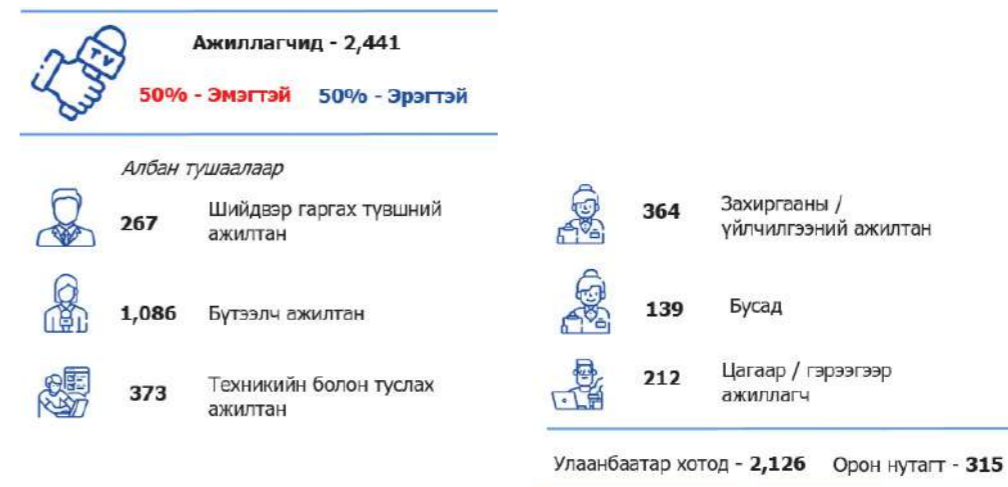 TV
Ажиллагчид - 2,441
50% - Эмэгтэй 50% - Эрэгтэй
Албан тушаалаар
267 Шийдвэр гаргах түвшний
ажилтан
1,086 Бүтээлч ажилтан
373 Техникийн болон туслах
ажилтан
364 Захиргааны /
үйлчилгээний ажилтан
139 Бусад
212 Цагаар / гэрээгээр
ажиллагч
Улаанбаатар хотод - 2,126 Орон нутагт - 315